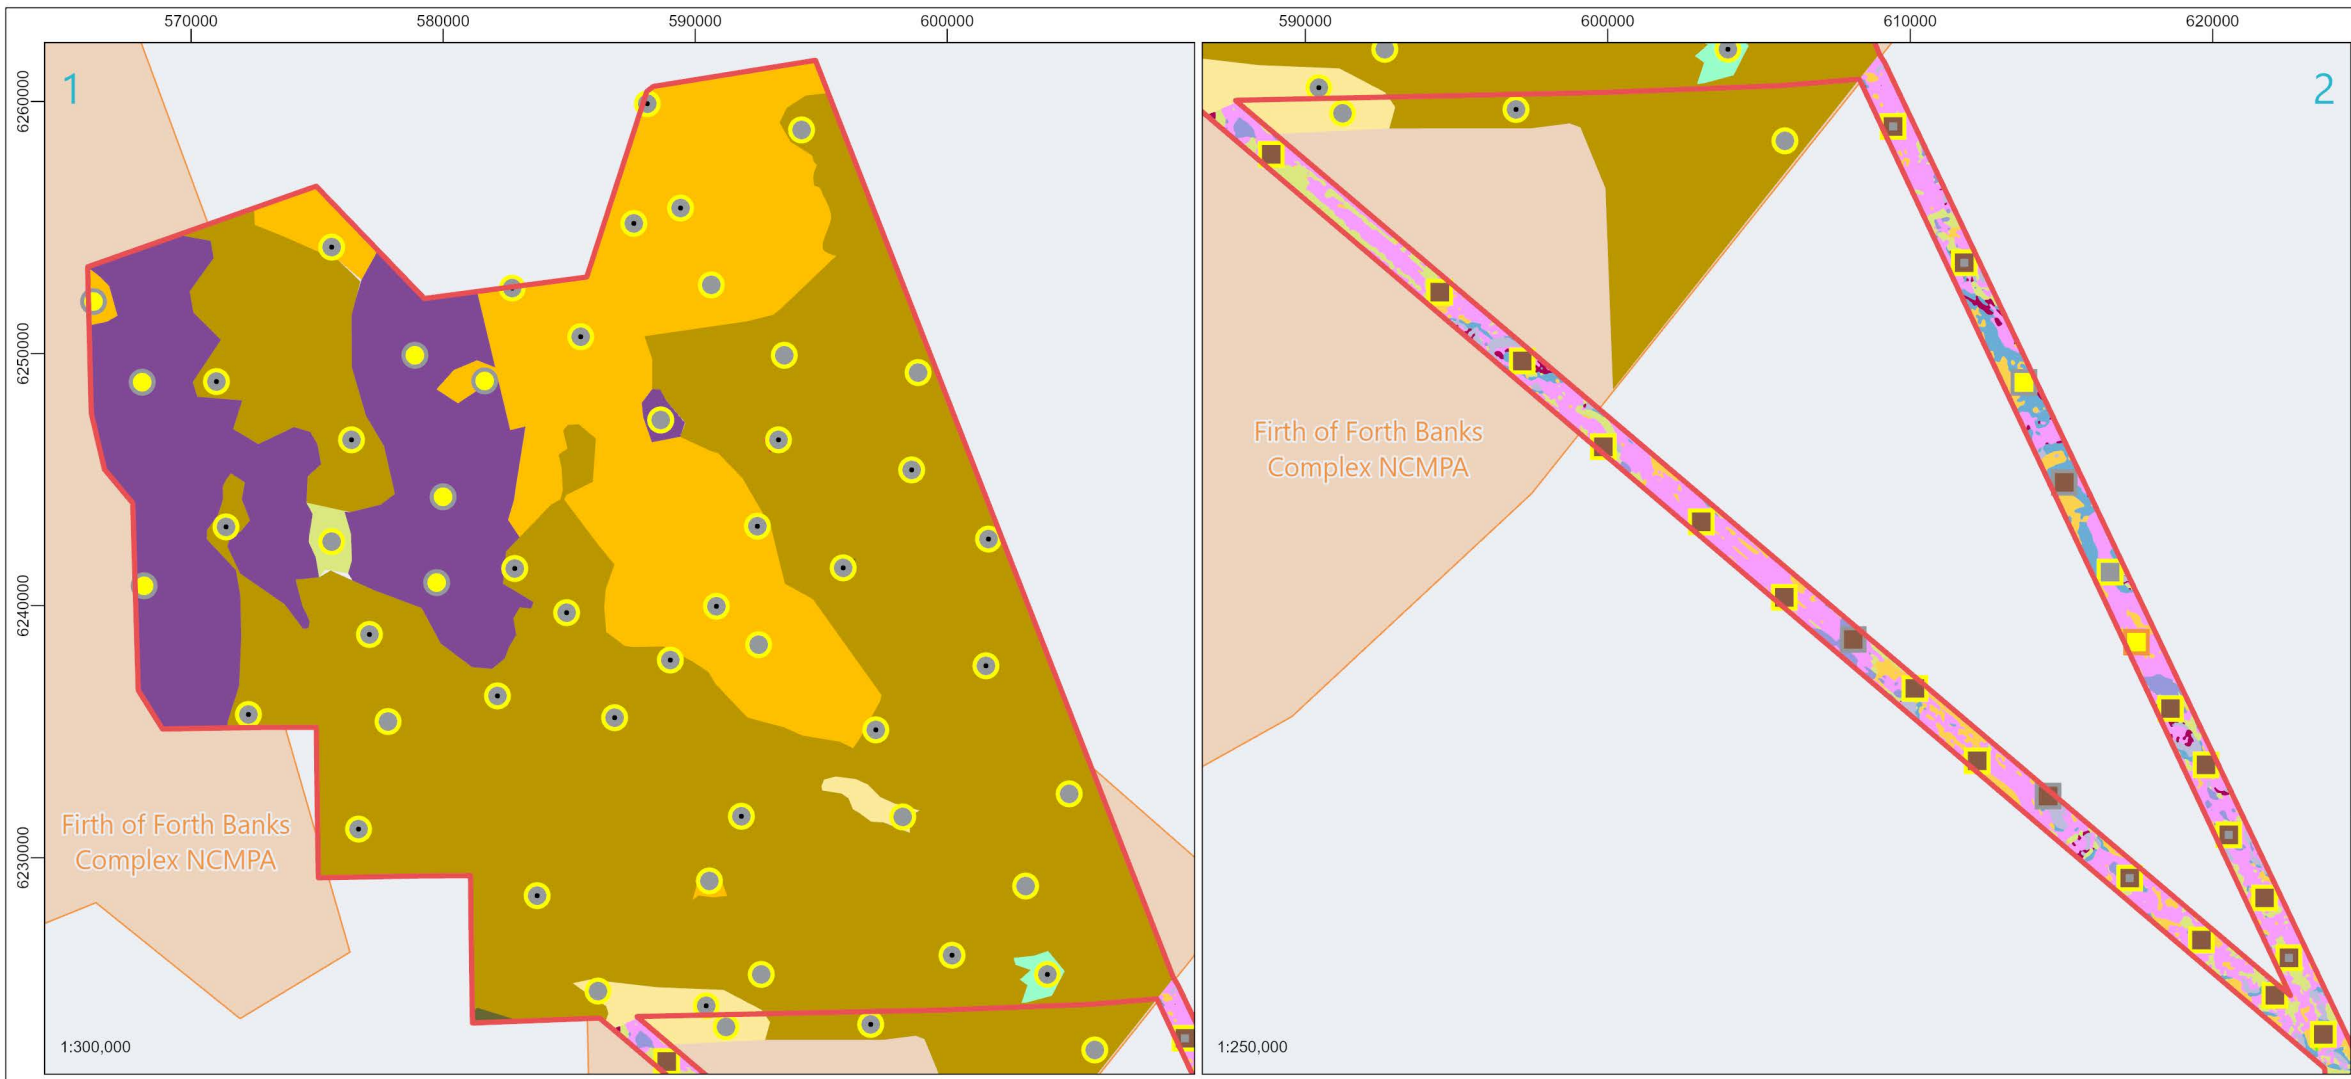 570000 580000 590000 600000
590000 600000 610000 620000
6260000
6250000
6240000
6230000
1
2
Firth of Forth Banks
Complex NCMPA
Firth of Forth Banks
Complex NCMPA
1:300,000
1:250,000